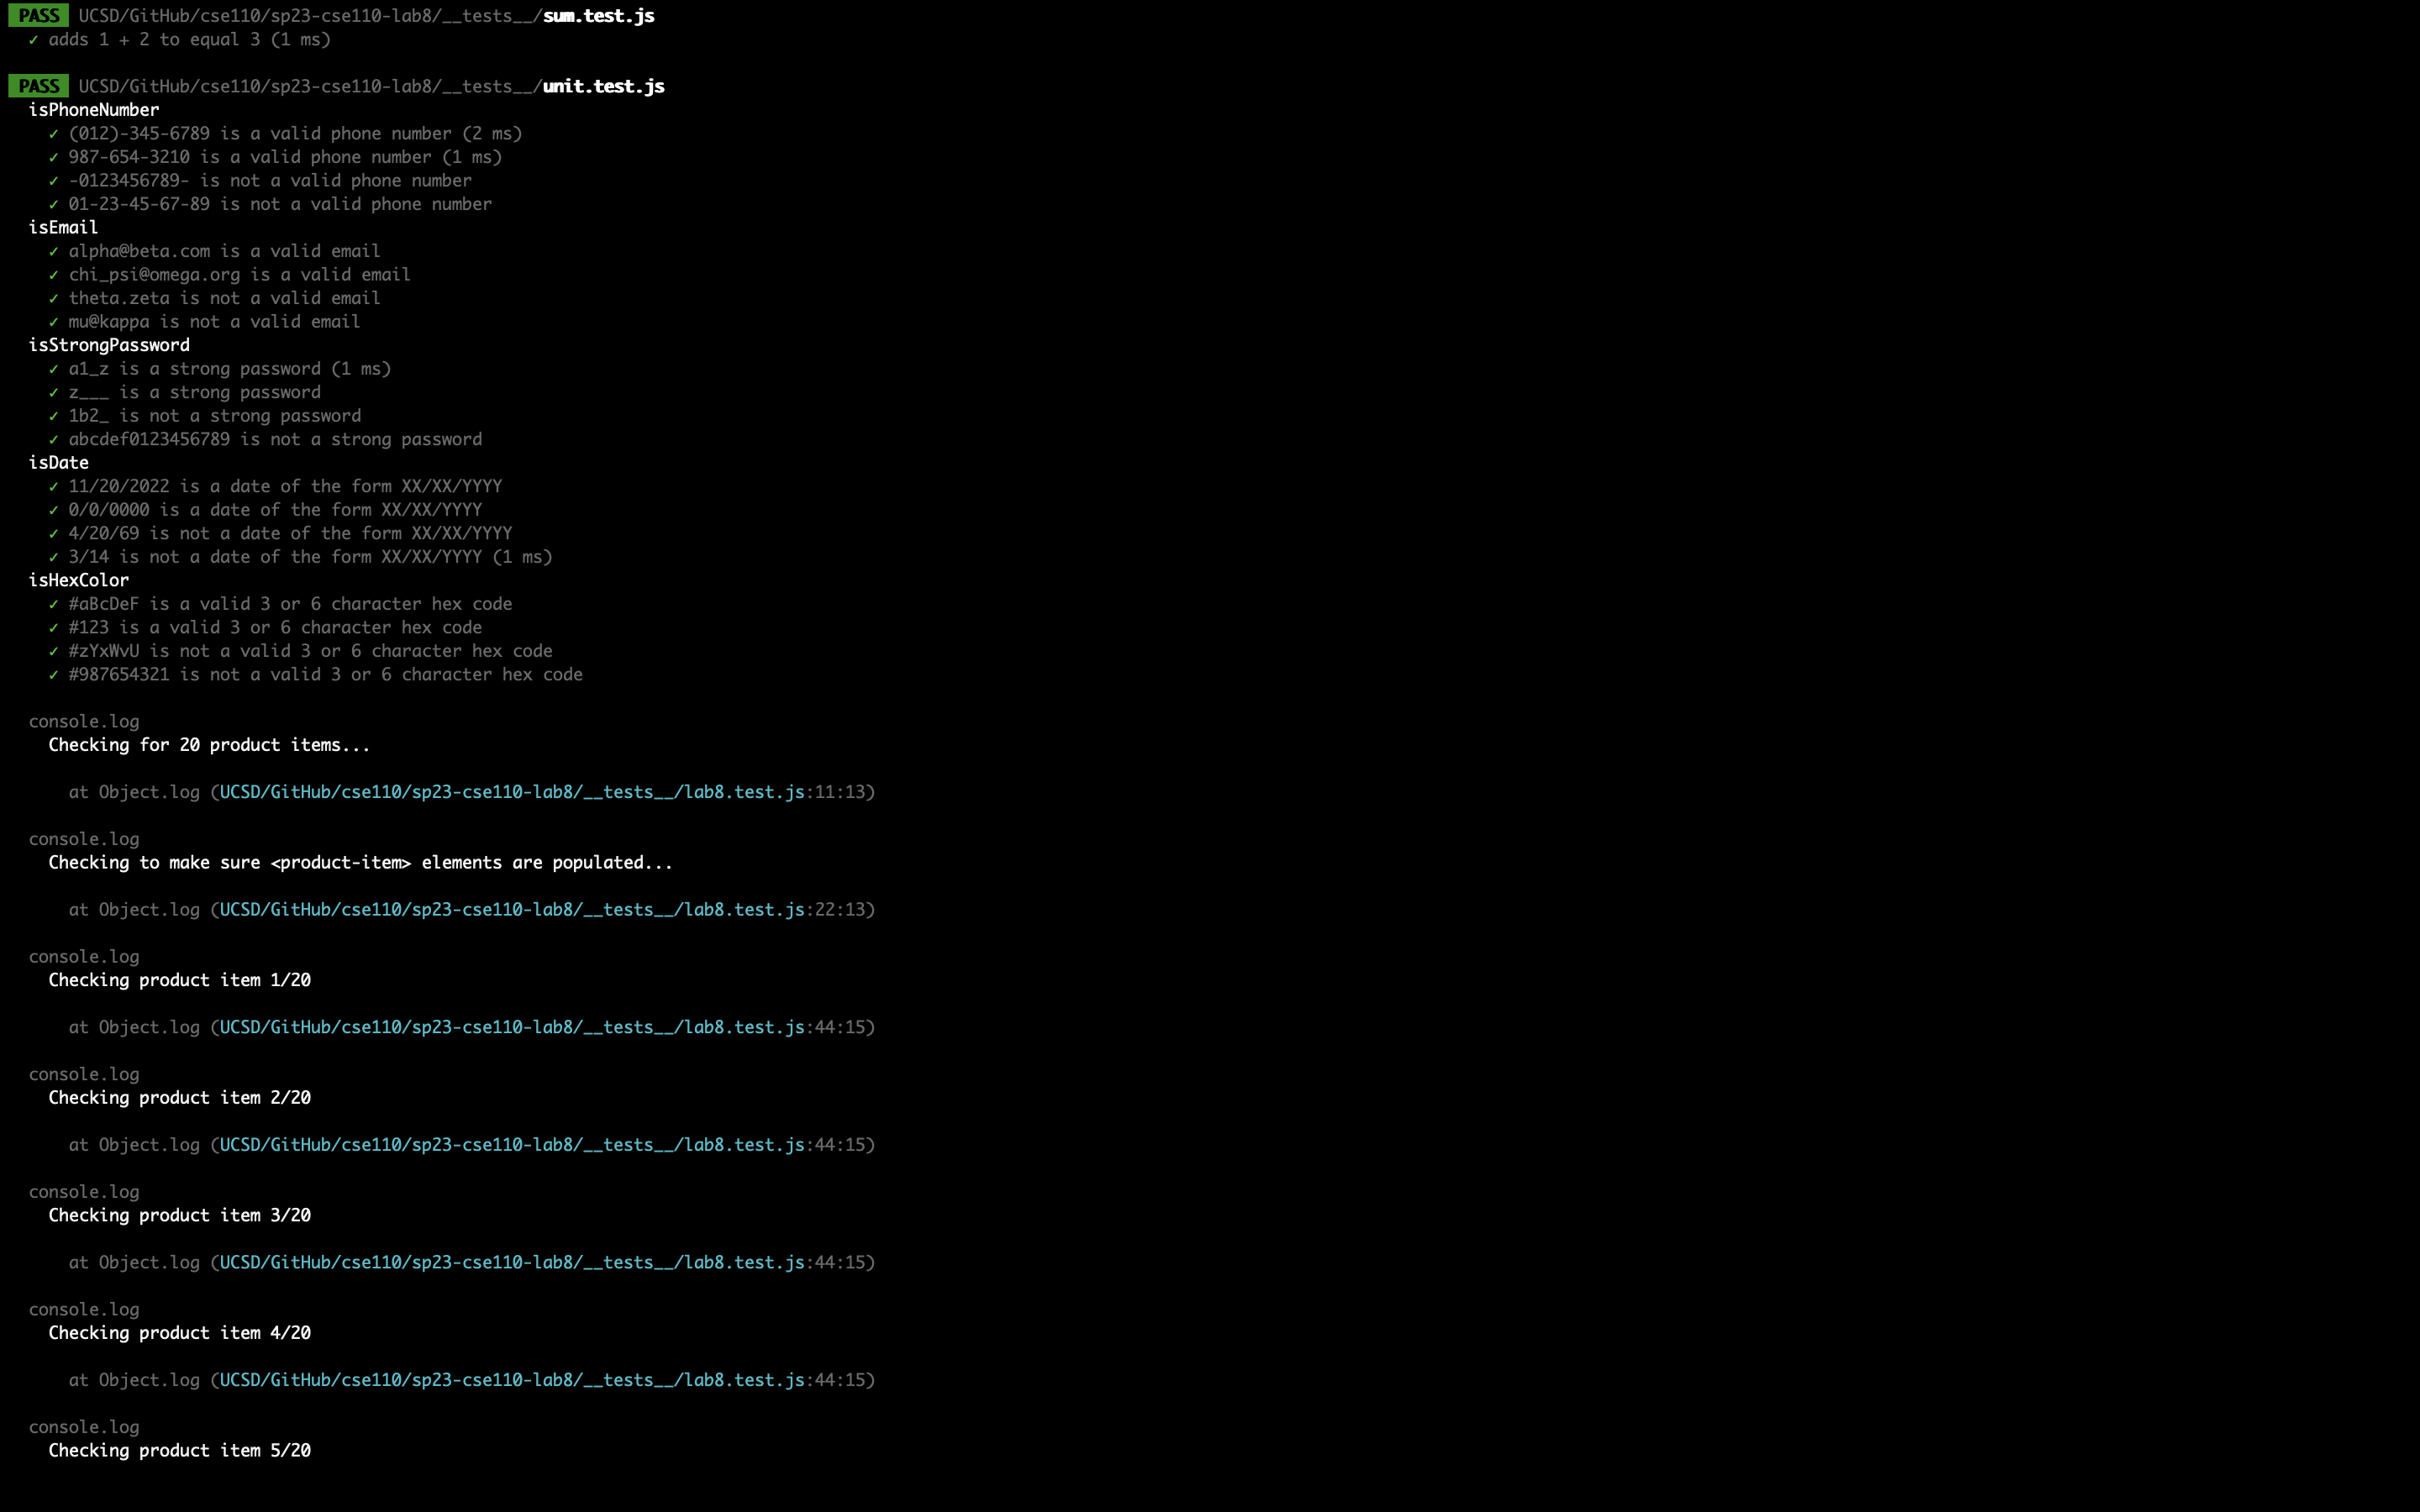 PASS UCSD/GitHub/cse110/sp23-cse110-lab8/__tests__/sum.test.js
✓ adds 1 + 2 to equal 3 (1 ms)
PASS UCSD/GitHub/cse110/sp23-cse110-lab8/__tests__/unit.test.js
isPhoneNumber
✓ (012)-345-6789 is a valid phone number (2 ms)
✓ 987-654-3210 is a valid phone number (1 ms)
✓ -0123456789- is not a valid phone number
✓ 01-23-45-67-89 is not a valid phone number
isEmail
✓ alpha@beta.com is a valid email
✓ chi_psi@omega.org is a valid email
✓ theta.zeta is not a valid email
✓ mu@kappa is not a valid email
isStrongPassword
✓ a1_z is a strong password (1 ms)
✓ z___ is a strong password
✓ 1b2_ is not a strong password
✓ abcdef0123456789 is not a strong password
isDate
✓ 11/20/2022 is a date of the form XX/XX/YYYY
✓ 0/0/0000 is a date of the form XX/XX/YYYY
✓ 4/20/69 is not a date of the form XX/XX/YYYY
✓ 3/14 is not a date of the form XX/XX/YYYY (1 ms)
isHexColor
✓ #aBcDeF is a valid 3 or 6 character hex code
✓ #123 is a valid 3 or 6 character hex code
✓ #zYxWvU is not a valid 3 or 6 character hex code
✓ #987654321 is not a valid 3 or 6 character hex code
console.log
Checking for 20 product items...
at Object.log (UCSD/GitHub/cse110/sp23-cse110-lab8/__tests__/lab8.test.js:11:13)
console.log
Checking to make sure <product-item> elements are populated...
at Object.log (UCSD/GitHub/cse110/sp23-cse110-lab8/__tests__/lab8.test.js:22:13)
console.log
Checking product item 1/20
at Object.log (UCSD/GitHub/cse110/sp23-cse110-lab8/__tests__/lab8.test.js:44:15)
console.log
Checking product item 2/20
at Object.log (UCSD/GitHub/cse110/sp23-cse110-lab8/__tests__/lab8.test.js:44:15)
console.log
Checking product item 3/20
at Object.log (UCSD/GitHub/cse110/sp23-cse110-lab8/__tests__/lab8.test.js:44:15)
console.log
Checking product item 4/20
at Object.log (UCSD/GitHub/cse110/sp23-cse110-lab8/__tests__/lab8.test.js:44:15)
console.log
Checking product item 5/20